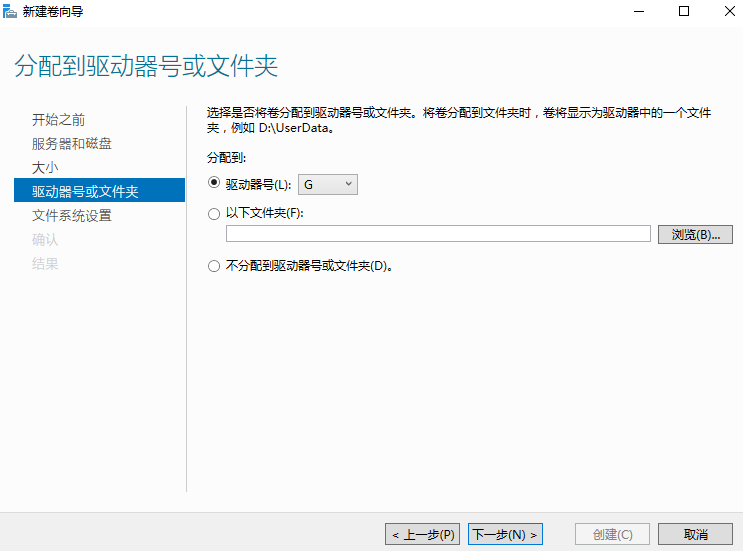 新建卷向导
分配到驱动器号或文件夹
开始之前
服务器和磁盘
大小
驱动器号或文件夹
文件系统设置
确认
结果
选择是否将卷分配到驱动器号或文件夹。将卷分配到文件夹时，卷将显示为驱动器中的一个文件
夹，例如 D:\UserData。
分配到:
驱动器号(L): G
以下文件夹(F):
浏览(B)...
不分配到驱动器号或文件夹(D)。
< 上一步(P) 下一步(N) > 创建(C) 取消